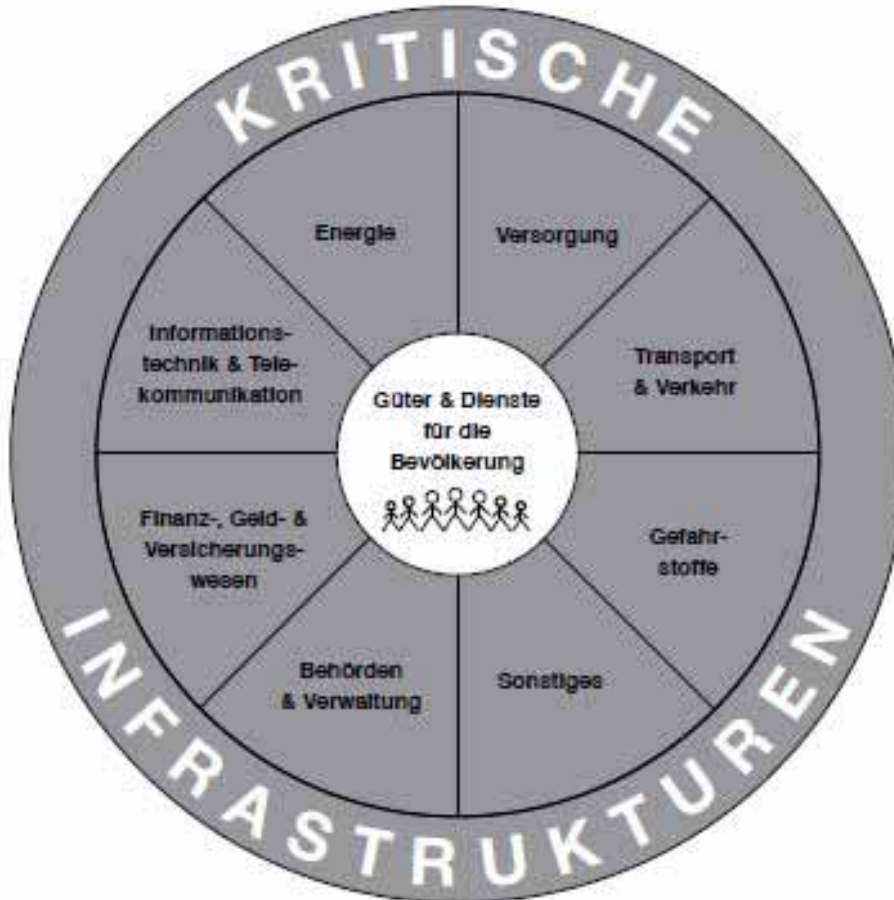 KRITISCHE
Energie
Versorgung
Informations-
technik & Tele-
kommunikation
Transport
& Verkehr
Güter & Dienste
für die
Bevölkerung
Finanz-, Geld- &
Versicherungs-
wesen
Gefahr-
stoffe
Behörden
& Verwaltung
Sonstiges
INFRASTRUKTUREN